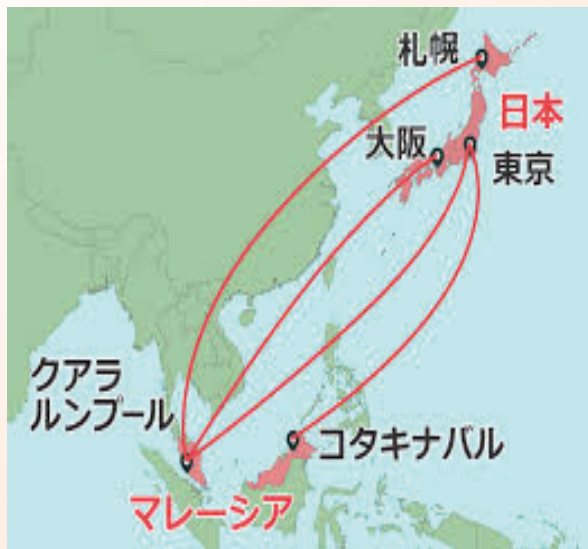 札幌
日本
大阪
東京
クアラ
ルンプール
コタキナバル
マレーシア